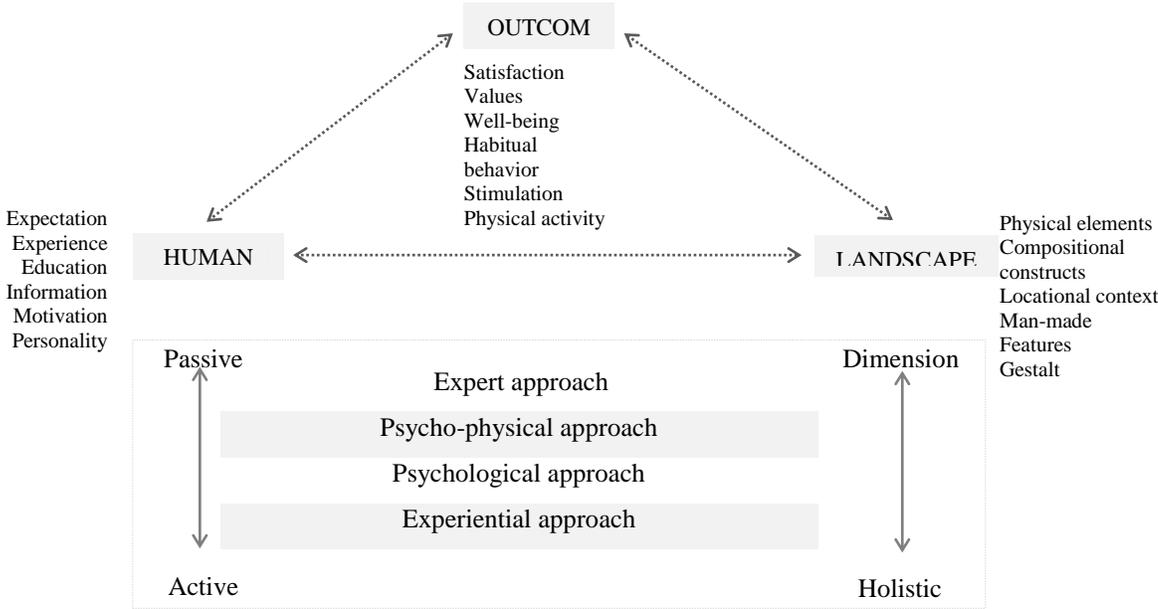 OUTCOM
Satisfaction
Values
Well-being
Habitual
behavior
Stimulation
Physical activity
Expectation
Experience
Education
Information
Motivation
Personality
HUMAN
LANDSCAPE
Physical elements
Compositional
constructs
Locational context
Man-made
Features
Gestalt
Passive
Dimension
Expert approach
Psycho-physical approach
Psychological approach
Experiential approach
Active
Holistic